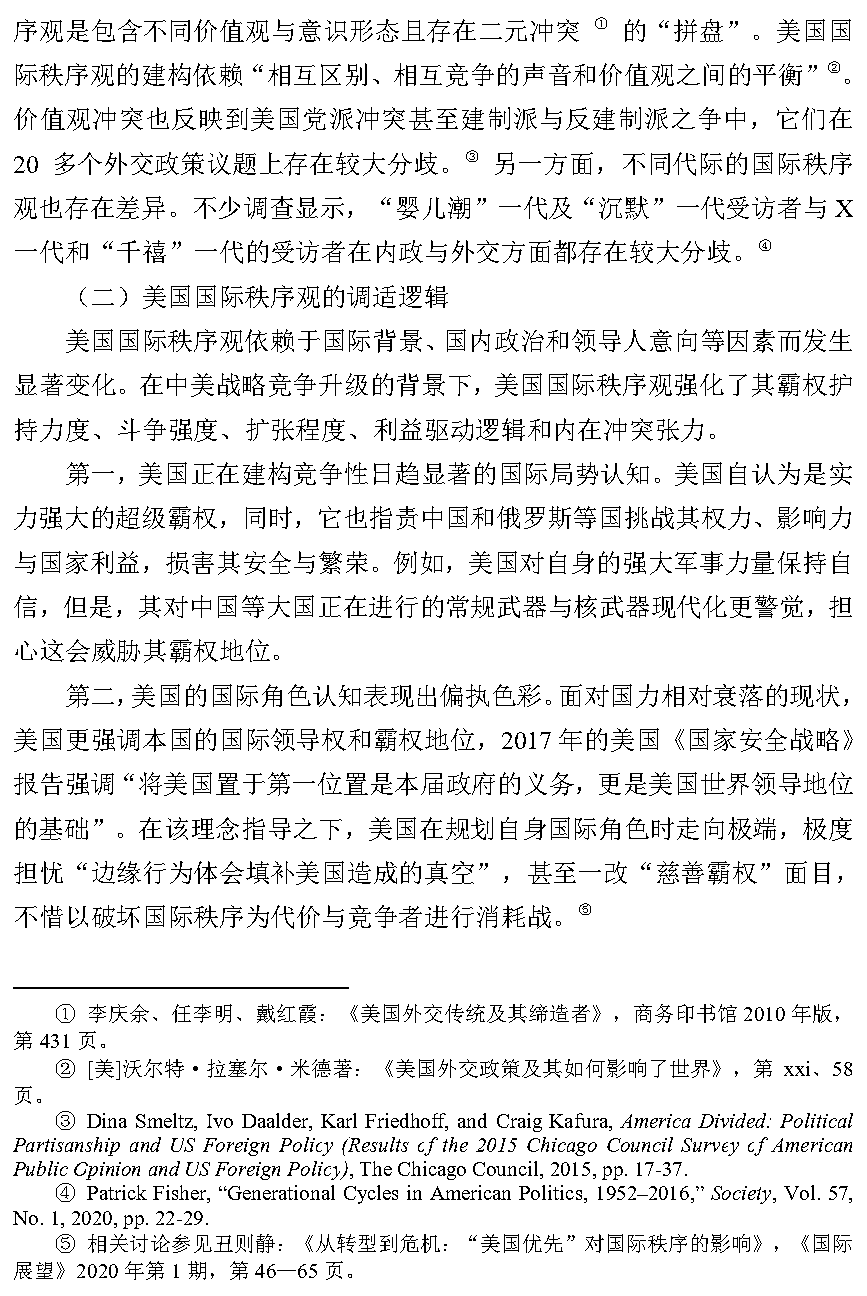 序观是包含不同价值观与意识形态且存在二元冲突 ① 的“拼盘”。美国国
际秩序观的建构依赖“相互区别、相互竞争的声音和价值观之间的平衡”②。
价值观冲突也反映到美国党派冲突甚至建制派与反建制派之争中，它们在
20 多个外交政策议题上存在较大分歧。③ 另一方面，不同代际的国际秩序
观也存在差异。不少调查显示，“婴儿潮”一代及“沉默”一代受访者与 X
一代和“千禧”一代的受访者在内政与外交方面都存在较大分歧。④
（二）美国国际秩序观的调适逻辑
美国国际秩序观依赖于国际背景、国内政治和领导人意向等因素而发生
显著变化。在中美战略竞争升级的背景下，美国国际秩序观强化了其霸权护
持力度、斗争强度、扩张程度、利益驱动逻辑和内在冲突张力。
第一，美国正在建构竞争性日趋显著的国际局势认知。美国自认为是实
力强大的超级霸权，同时，它也指责中国和俄罗斯等国挑战其权力、影响力
与国家利益，损害其安全与繁荣。例如，美国对自身的强大军事力量保持自
信，但是，其对中国等大国正在进行的常规武器与核武器现代化更警觉，担
心这会威胁其霸权地位。
第二，美国的国际角色认知表现出偏执色彩。面对国力相对衰落的现状，
美国更强调本国的国际领导权和霸权地位，2017 年的美国《国家安全战略》
报告强调“将美国置于第一位置是本届政府的义务，更是美国世界领导地位
的基础”。在该理念指导之下，美国在规划自身国际角色时走向极端，极度
担忧“边缘行为体会填补美国造成的真空”，甚至一改“慈善霸权”面目，
不惜以破坏国际秩序为代价与竞争者进行消耗战。⑤
① 李庆余、任李明、戴红霞：《美国外交传统及其缔造者》，商务印书馆 2010 年版，
第 431 页。
② [美]沃尔特·拉塞尔·米德著：《美国外交政策及其如何影响了世界》，第 xxi、58
页。
③ Dina Smeltz, Ivo Daalder, Karl Friedhoff, and Craig Kafura, America Divided: Political
Partisanship and US Foreign Policy (Results of the 2015 Chicago Council Survey of American
Public Opinion and US Foreign Policy), The Chicago Council, 2015, pp. 17-37.
④ Patrick Fisher, “Generational Cycles in American Politics, 1952–2016,” Society, Vol. 57,
No. 1, 2020, pp. 22-29.
⑤ 相关讨论参见丑则静：《从转型到危机：“美国优先”对国际秩序的影响》，《国际
展望》2020 年第 1 期，第 46—65 页。